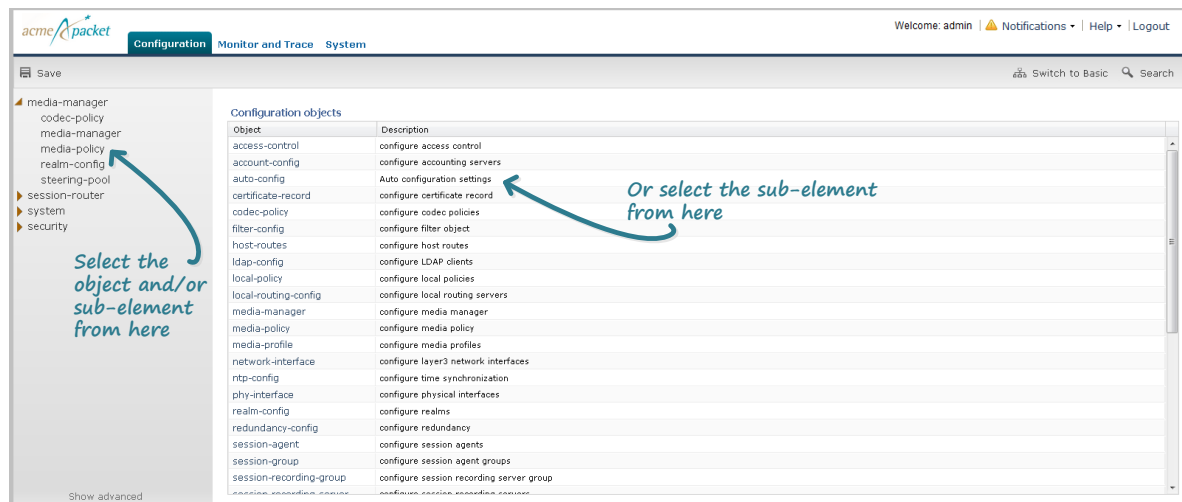 acme packet
Configuration Monitor and Trace System
Welcome: admin Notifications Help Logout
Save
Switch to Basic Search
media-manager
codec-policy
media-manager
media-policy
realm-config
steering-pool
session-router
system
security
Select the
object and/or
sub-element
from here
Show advanced
Configuration objects
Object Description
access-control configure access control
account-config configure accounting servers
auto-config Auto configuration settings
certificate-record configure certificate record
codec-policy configure codec policies
filter-config configure filter object
host-routes configure host routes
ldap-config configure LDAP clients
local-policy configure local policies
local-routing-config configure local routing servers
media-manager configure media manager
media-policy configure media policy
media-profile configure media profiles
network-interface configure layer3 network interfaces
ntp-config configure time synchronization
phy-interface configure physical interfaces
realm-config configure realms
redundancy-config configure redundancy
session-agent configure session agents
session-group configure session agent groups
session-recording-group configure session recording server group
session-recording-server configure session recording servers
Or select the sub-element
from here